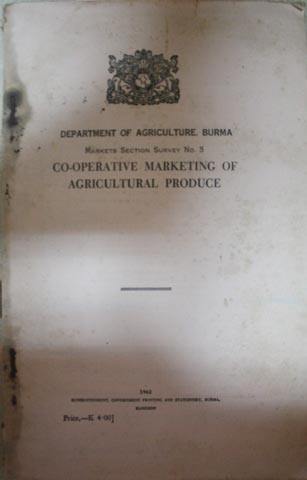 DEPARTMENT OF AGRICULTURE, BURMA
MARKETS SECTION SURVEY No. 5
CO-OPERATIVE MARKETING OF
AGRICULTURAL PRODUCE
SUPERINTENDENT, GOVERNMENT PRINTING AND STATIONERY, BURMA,
RANGOON
Price,—K 4·00]